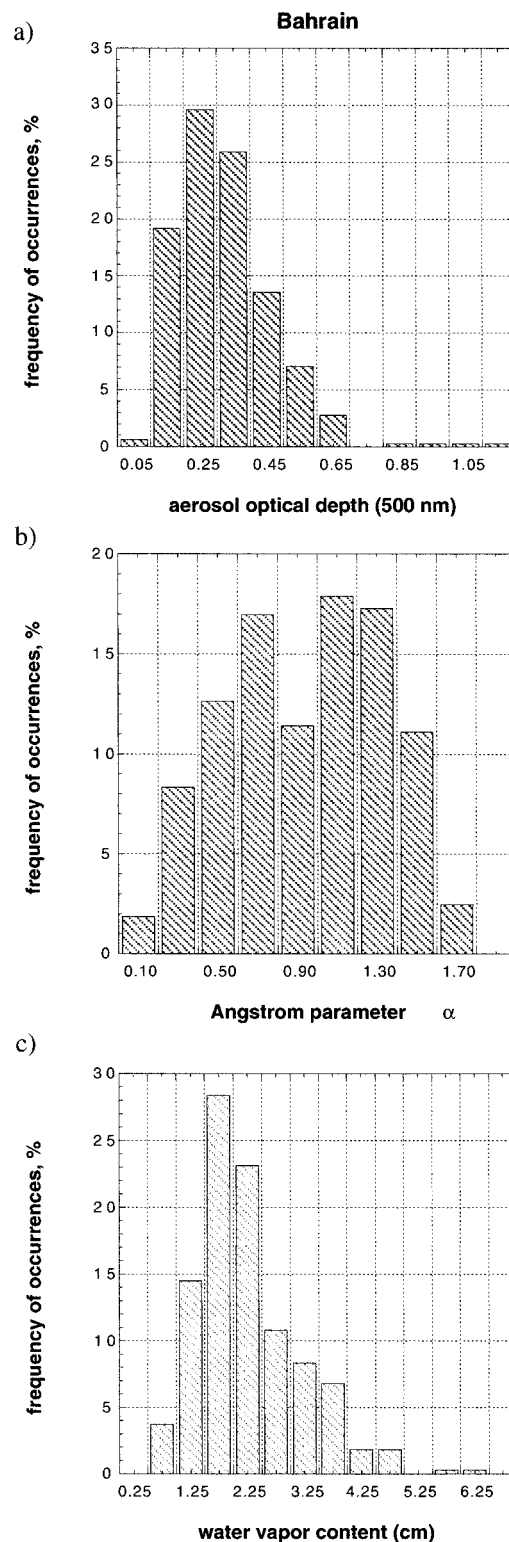 Bahrain
a)
35
30
25
20
15
10
5
0
frequency of occurrences, %
0.05 0.25 0.45 0.65 0.85 1.05
aerosol optical depth (500 nm)
b)
20
15
10
5
0
frequency of occurrences, %
0.10 0.50 0.90 1.30 1.70
Angstrom parameter α
c)
30
25
20
15
10
5
0
frequency of occurrences, %
0.25 1.25 2.25 3.25 4.25 5.25 6.25
water vapor content (cm)